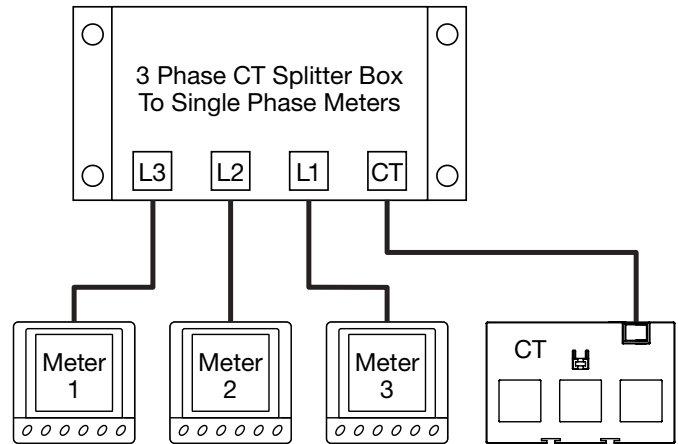 3 Phase CT Splitter Box
To Single Phase Meters
L3 L2 L1 CT
Meter
1
Meter
2
Meter
3
CT